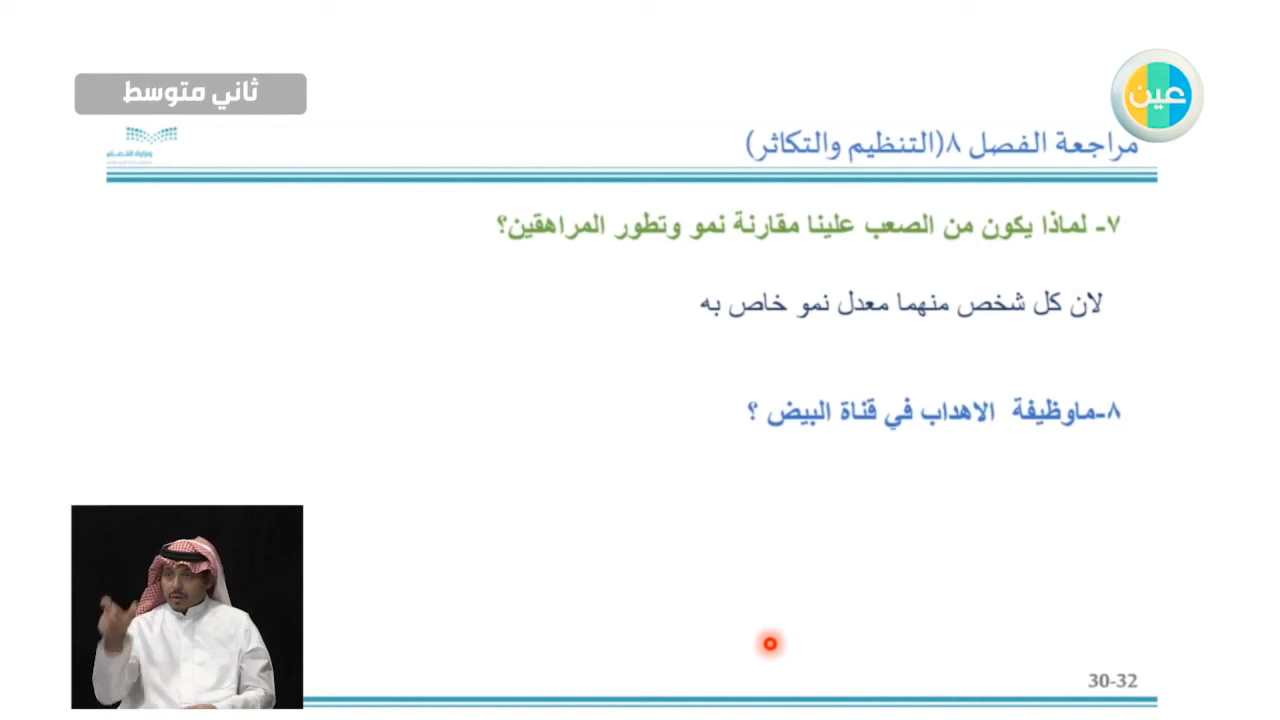 ثاني متوسط
عين
مراجعة الفصل ٨(التنظيم والتكاثر)
٧- لماذا يكون من الصعب علينا مقارنة نمو وتطور المراهقين؟
لان كل شخص منهما معدل نمو خاص به
٨-ماوظيفة الاهداب في قناة البيض ؟
30-32